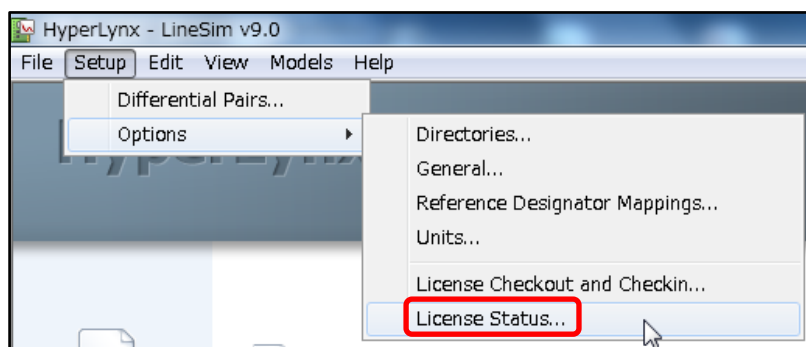 HyperLynx - LineSim v9.0
File Setup Edit View Models Help
Differential Pairs...
Options
HyperLynx
Directories...
General...
Reference Designator Mappings...
Units...
License Checkout and Checkin...
License Status...